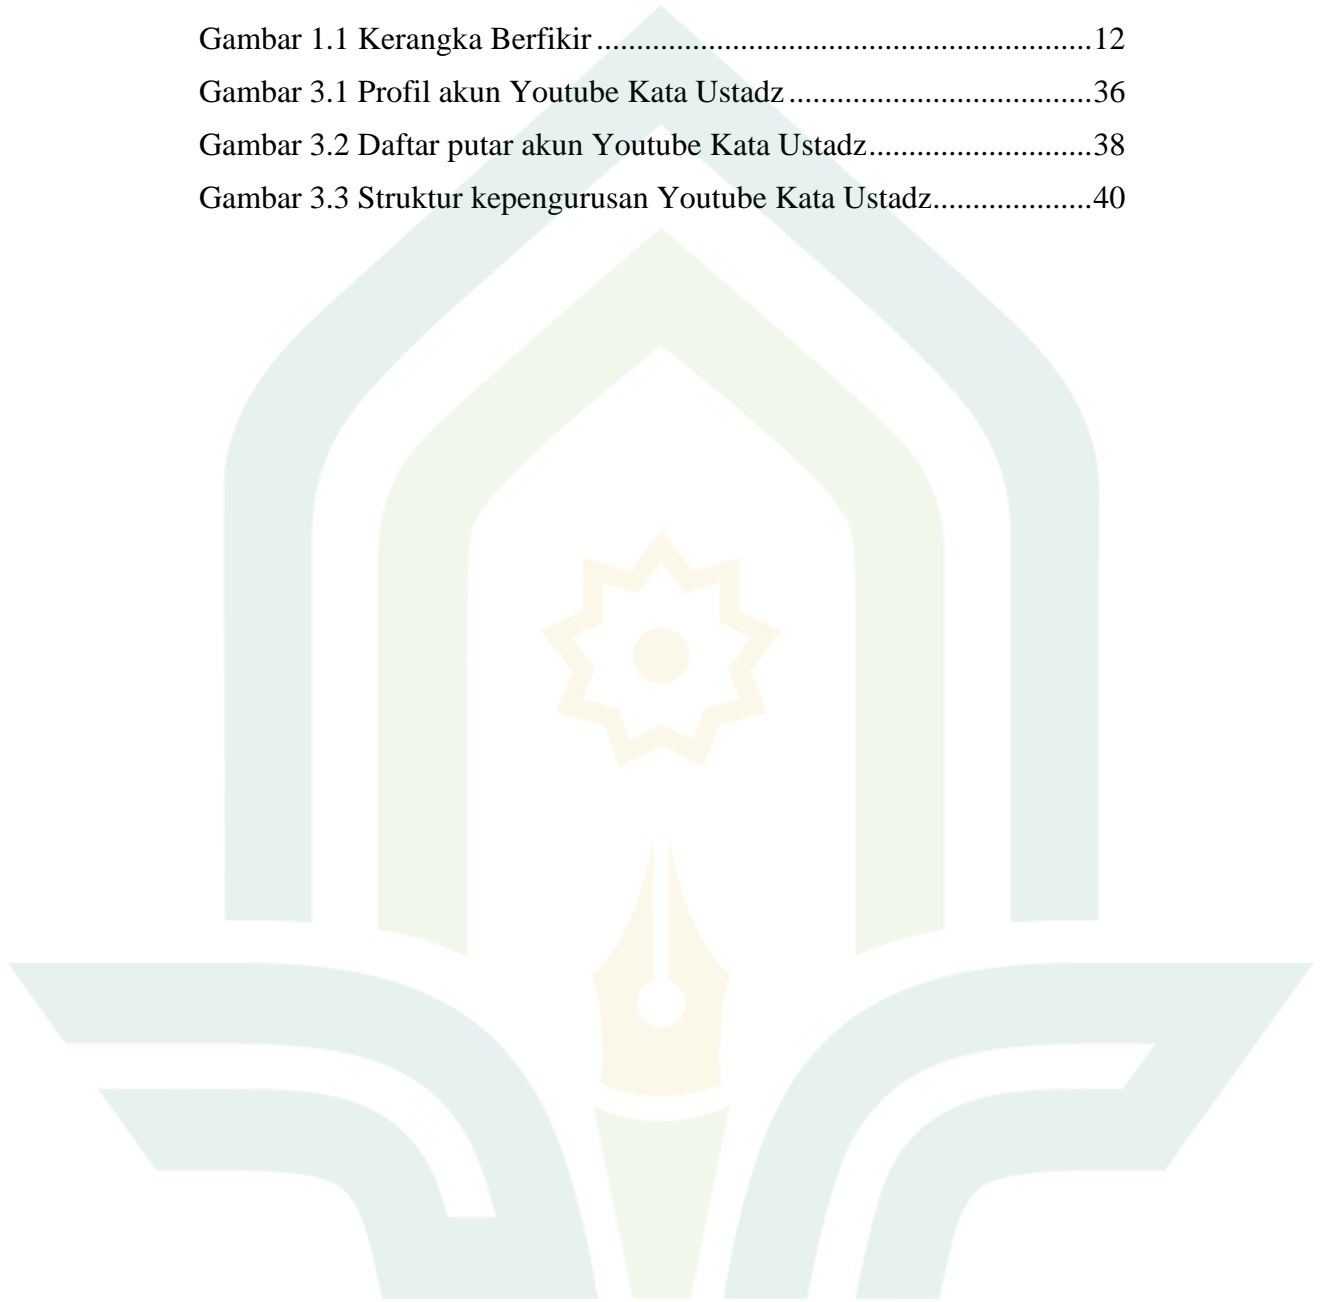 Gambar 1.1 Kerangka Berfikir..............................................................12
Gambar 3.1 Profil akun Youtube Kata Ustadz......................................36
Gambar 3.2 Daftar putar akun Youtube Kata Ustadz............................38
Gambar 3.3 Struktur kepengurusan Youtube Kata Ustadz....................40